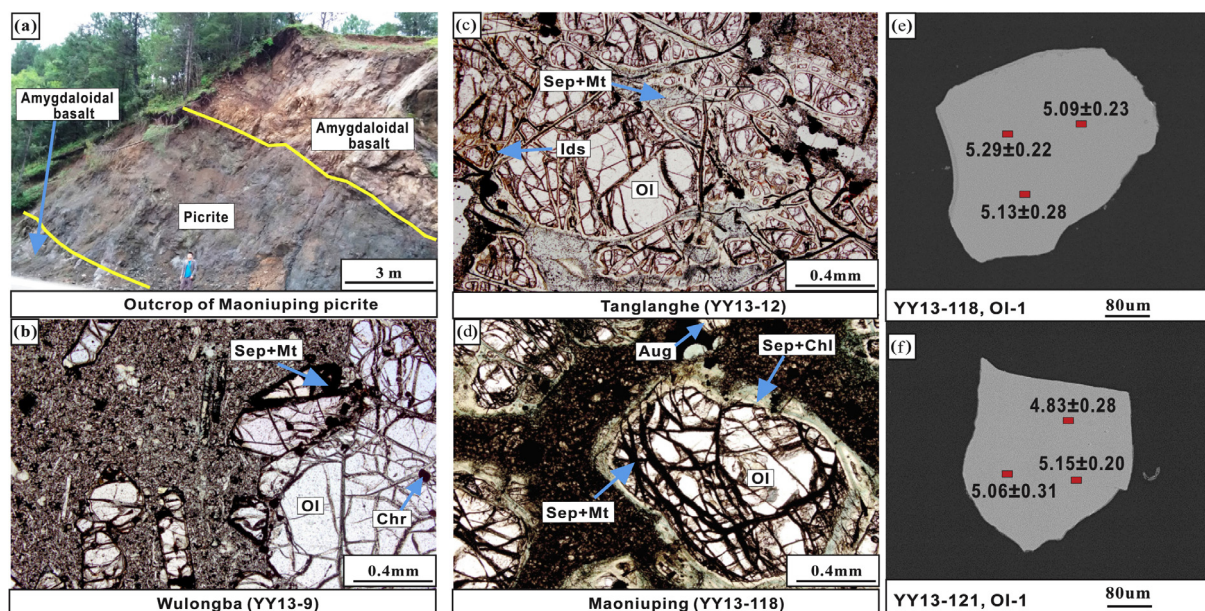 (a)
Amygdaloidal
basalt
Amygdaloidal
basalt
Picrite
3 m
Outcrop of Maoniuping picrite
(b)
Sep+Mt
Ol
Chr
0.4mm
Wulongba (YY13-9)
(c)
Sep+Mt
Ids
Ol
0.4mm
Tanglanghe (YY13-12)
(d)
Aug
Sep+Chl
Ol
Sep+Mt
0.4mm
Maoniuping (YY13-118)
(e)
5.09±0.23
5.29±0.22
5.13±0.28
YY13-118, Ol-1
80um
(f)
4.83±0.28
5.15±0.20
5.06±0.31
YY13-121, Ol-1
80um